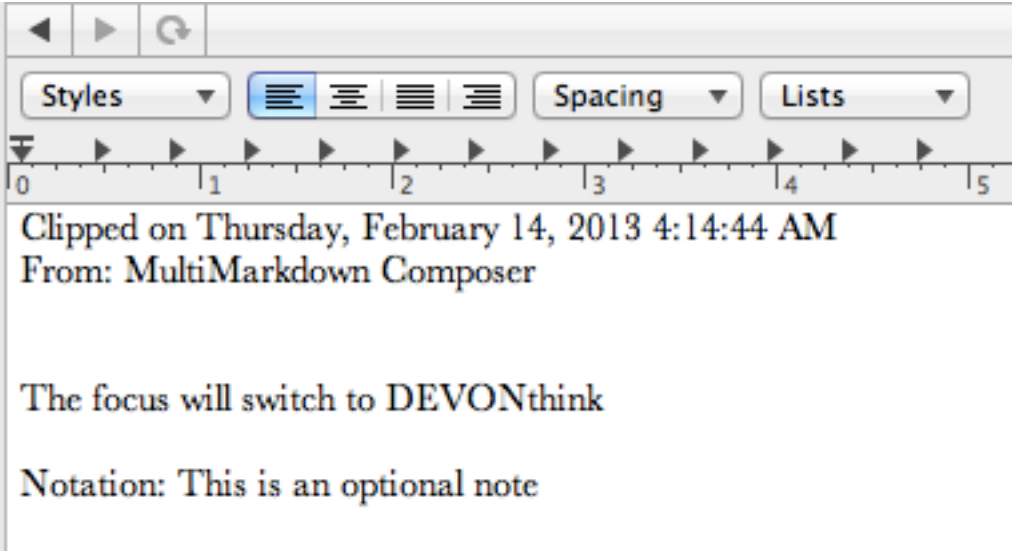 Styles Spacing Lists
0 1 2 3 4 5
Clipped on Thursday, February 14, 2013 4:14:44 AM
From: MultiMarkdown Composer
The focus will switch to DEVONthink
Notation: This is an optional note